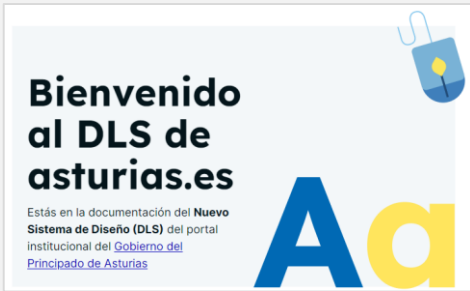 Bienvenido
al DLS de
asturias.es
Estás en la documentación del Nuevo
Sistema de Diseño (DLS) del portal
institucional del Gobierno del
Principado de Asturias
Aa